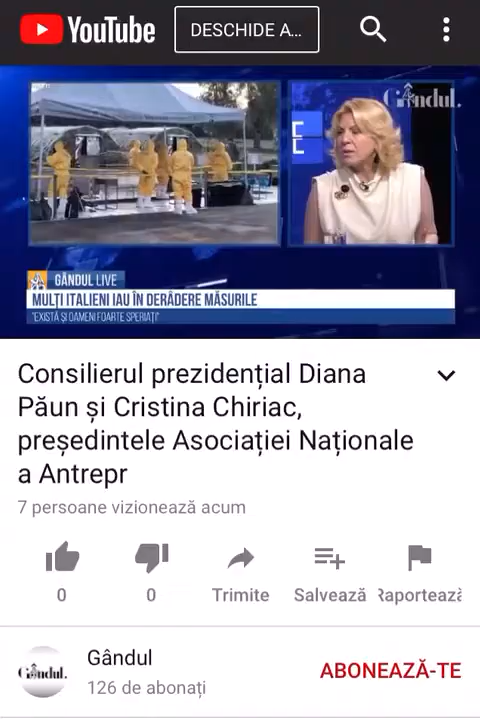 YouTube
DESCHIDE A...
Gândul.
GÂNDUL LIVE
MULȚI ITALIENI IAU ÎN DERÂDERE MĂSURILE
"EXISTĂ ȘI OAMENI FOARTE SPERIAȚI"
Consilierul prezidențial Diana
Păun și Cristina Chiriac,
președintele Asociației Naționale
a Antrepr
7 persoane vizionează acum
0 0 Trimite Salvează Raportează
Gândul.
Gândul
126 de abonați
ABONEAZĂ-TE